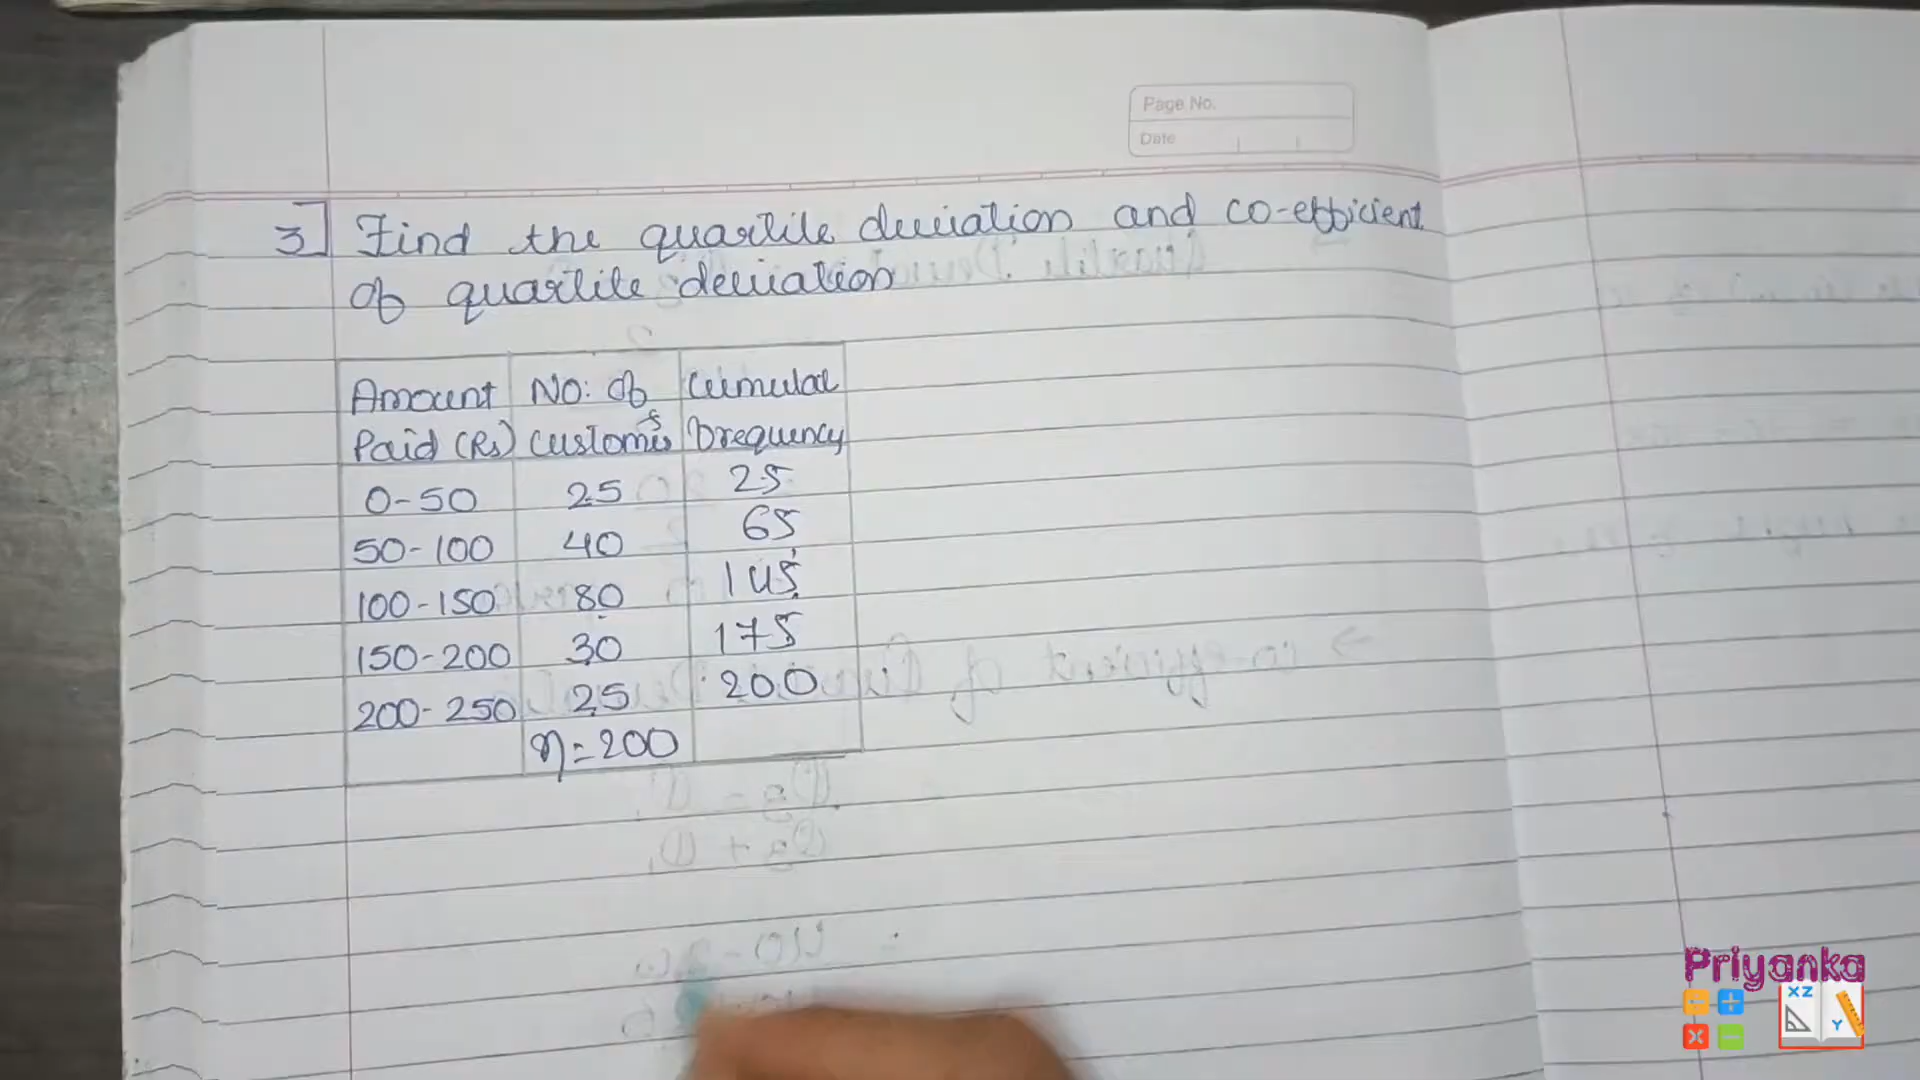 Page No.
Date
3] Find the quartile deviation and co-efficient
of quartile deviation
Amount No: of Cumulat
Paid (Rs) customers frequency
0-50 25 25
50-100 40 65
100-150 80 145
150-200 30 175
200-250 25 200
n=200
Priyanka
XZ
Y